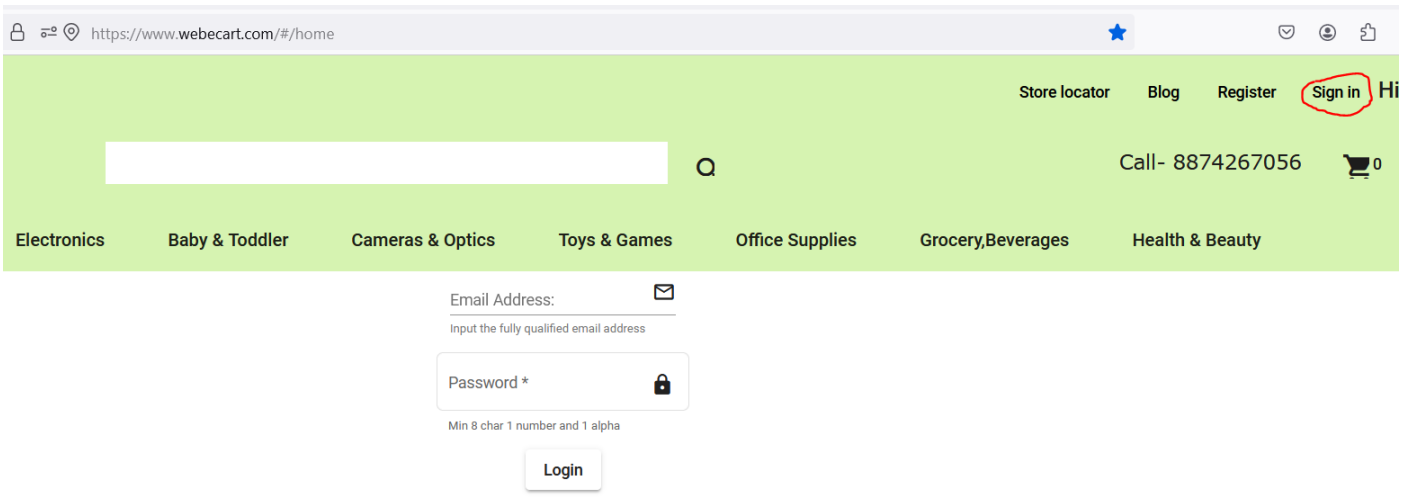 https://www.webecart.com/#/home
Store locator Blog Register Sign in Hi
Call- 8874267056 0
Electronics Baby & Toddler Cameras & Optics Toys & Games Office Supplies Grocery,Beverages Health & Beauty
Email Address:
Input the fully qualified email address
Password *
Min 8 char 1 number and 1 alpha
Login